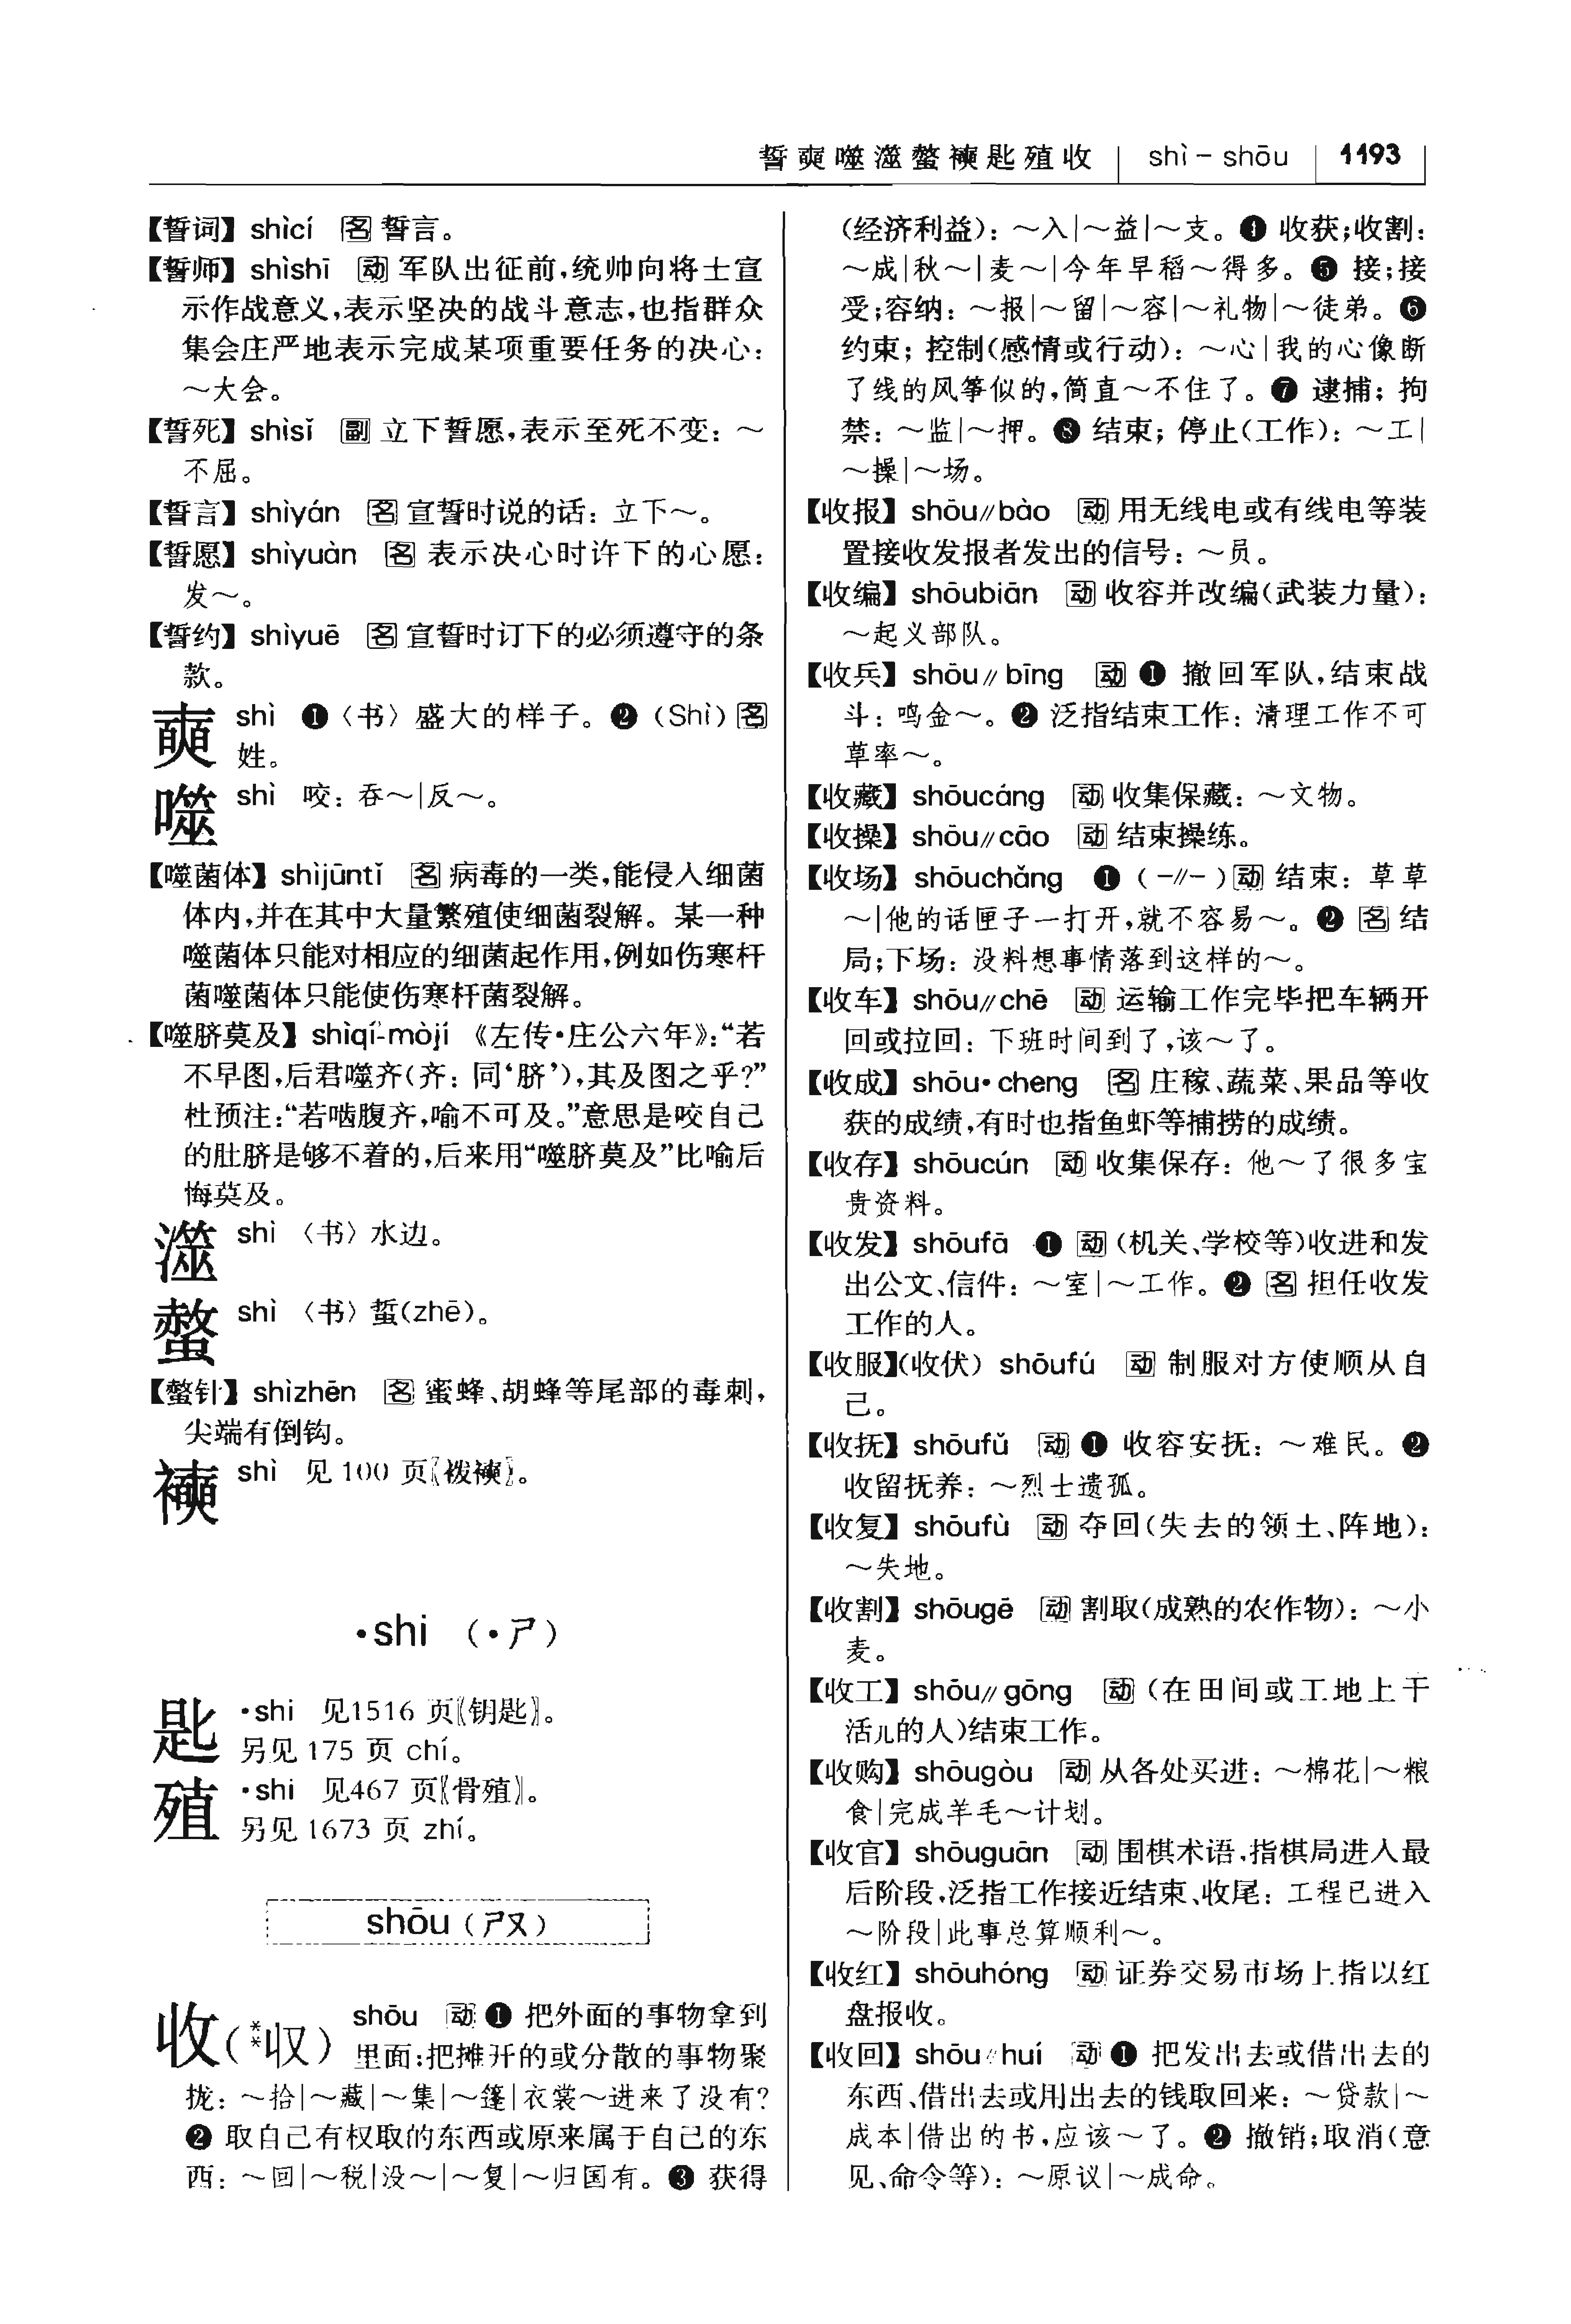 誓奭噬澨螫襫匙殖收 shì－shōu 1193
【誓词】 shìcí 名 誓言。
【誓师】 shìshī 动 军队出征前,统帅向将士宣
示作战意义,表示坚决的战斗意志,也指群众
集会庄严地表示完成某项重要任务的决心：
～大会。
【誓死】 shìsǐ 副 立下誓愿,表示至死不变：～
不屈。
【誓言】 shìyán 名 宣誓时说的话：立下～。
【誓愿】 shìyuàn 名 表示决心时许下的心愿：
发～。
【誓约】 shìyuē 名 宣誓时订下的必须遵守的条
款。
奭 shì ❶〈书〉盛大的样子。❷（Shì）名
姓。
噬 shì 咬：吞～|反～。
【噬菌体】 shìjūntǐ 名 病毒的一类,能侵入细菌
体内,并在其中大量繁殖使细菌裂解。某一种
噬菌体只能对相应的细菌起作用,例如伤寒杆
菌噬菌体只能使伤寒杆菌裂解。
【噬脐莫及】 shìqí-mòjí 《左传·庄公六年》：“若
不早图,后君噬齐(齐：同‘脐’),其及图之乎?”
杜预注：“若啮腹齐,喻不可及。”意思是咬自己
的肚脐是够不着的,后来用“噬脐莫及”比喻后
悔莫及。
澨 shì 〈书〉水边。
螫 shì 〈书〉蜇(zhē)。
【螫针】 shìzhēn 名 蜜蜂、胡蜂等尾部的毒刺,
尖端有倒钩。
襫 shì 见 100 页〖袯襫〗。
·shi （·ㄕ）
匙 ·shi 见1516 页〖钥匙〗。
另见 175 页 chí。
殖 ·shi 见467 页〖骨殖〗。
另见 1673 页 zhí。
shōu（ㄕㄡ）
收(**収) shōu 动 ❶ 把外面的事物拿到
里面;把摊开的或分散的事物聚
拢：～拾|～藏|～集|～篷|衣裳～进来了没有?
❷ 取自己有权取的东西或原来属于自己的东
西：～回|～税|没～|～复|～归国有。❸ 获得
(经济利益)：～入|～益|～支。❹ 收获;收割：
～成|秋～|麦～|今年早稻～得多。❺ 接;接
受;容纳：～报|～留|～容|～礼物|～徒弟。❻
约束；控制(感情或行动)：～心|我的心像断
了线的风筝似的,简直～不住了。❼ 逮捕；拘
禁：～监|～押。❽ 结束；停止(工作)：～工|
～操|～场。
【收报】 shōu∥bào 动 用无线电或有线电等装
置接收发报者发出的信号：～员。
【收编】 shōubiān 动 收容并改编(武装力量)：
～起义部队。
【收兵】 shōu∥bīng 动 ❶ 撤回军队,结束战
斗：鸣金～。❷ 泛指结束工作：清理工作不可
草率～。
【收藏】 shōucáng 动 收集保藏：～文物。
【收操】 shōu∥cāo 动 结束操练。
【收场】 shōuchǎng ❶（-∥-）动 结束：草草
～|他的话匣子一打开,就不容易～。❷ 名 结
局;下场：没料想事情落到这样的～。
【收车】 shōu∥chē 动 运输工作完毕把车辆开
回或拉回：下班时间到了,该～了。
【收成】 shōu·cheng 名 庄稼、蔬菜、果品等收
获的成绩,有时也指鱼虾等捕捞的成绩。
【收存】 shōucún 动 收集保存：他～了很多宝
贵资料。
【收发】 shōufā ❶ 动 (机关、学校等)收进和发
出公文、信件：～室|～工作。❷ 名 担任收发
工作的人。
【收服】(收伏) shōufú 动 制服对方使顺从自
己。
【收抚】 shōufǔ 动 ❶ 收容安抚：～难民。❷
收留抚养：～烈士遗孤。
【收复】 shōufù 动 夺回(失去的领土、阵地)：
～失地。
【收割】 shōugē 动 割取(成熟的农作物)：～小
麦。
【收工】 shōu∥gōng 动 (在田间或工地上干
活儿的人)结束工作。
【收购】 shōugòu 动 从各处买进：～棉花|～粮
食|完成羊毛～计划。
【收官】 shōuguān 动 围棋术语,指棋局进入最
后阶段,泛指工作接近结束、收尾：工程已进入
～阶段|此事总算顺利～。
【收红】 shōuhóng 动 证券交易市场上指以红
盘报收。
【收回】 shōu∥huí 动 ❶ 把发出去或借出去的
东西、借出去或用出去的钱取回来：～贷款|～
成本|借出的书,应该～了。❷ 撤销;取消(意
见、命令等)：～原议|～成命。